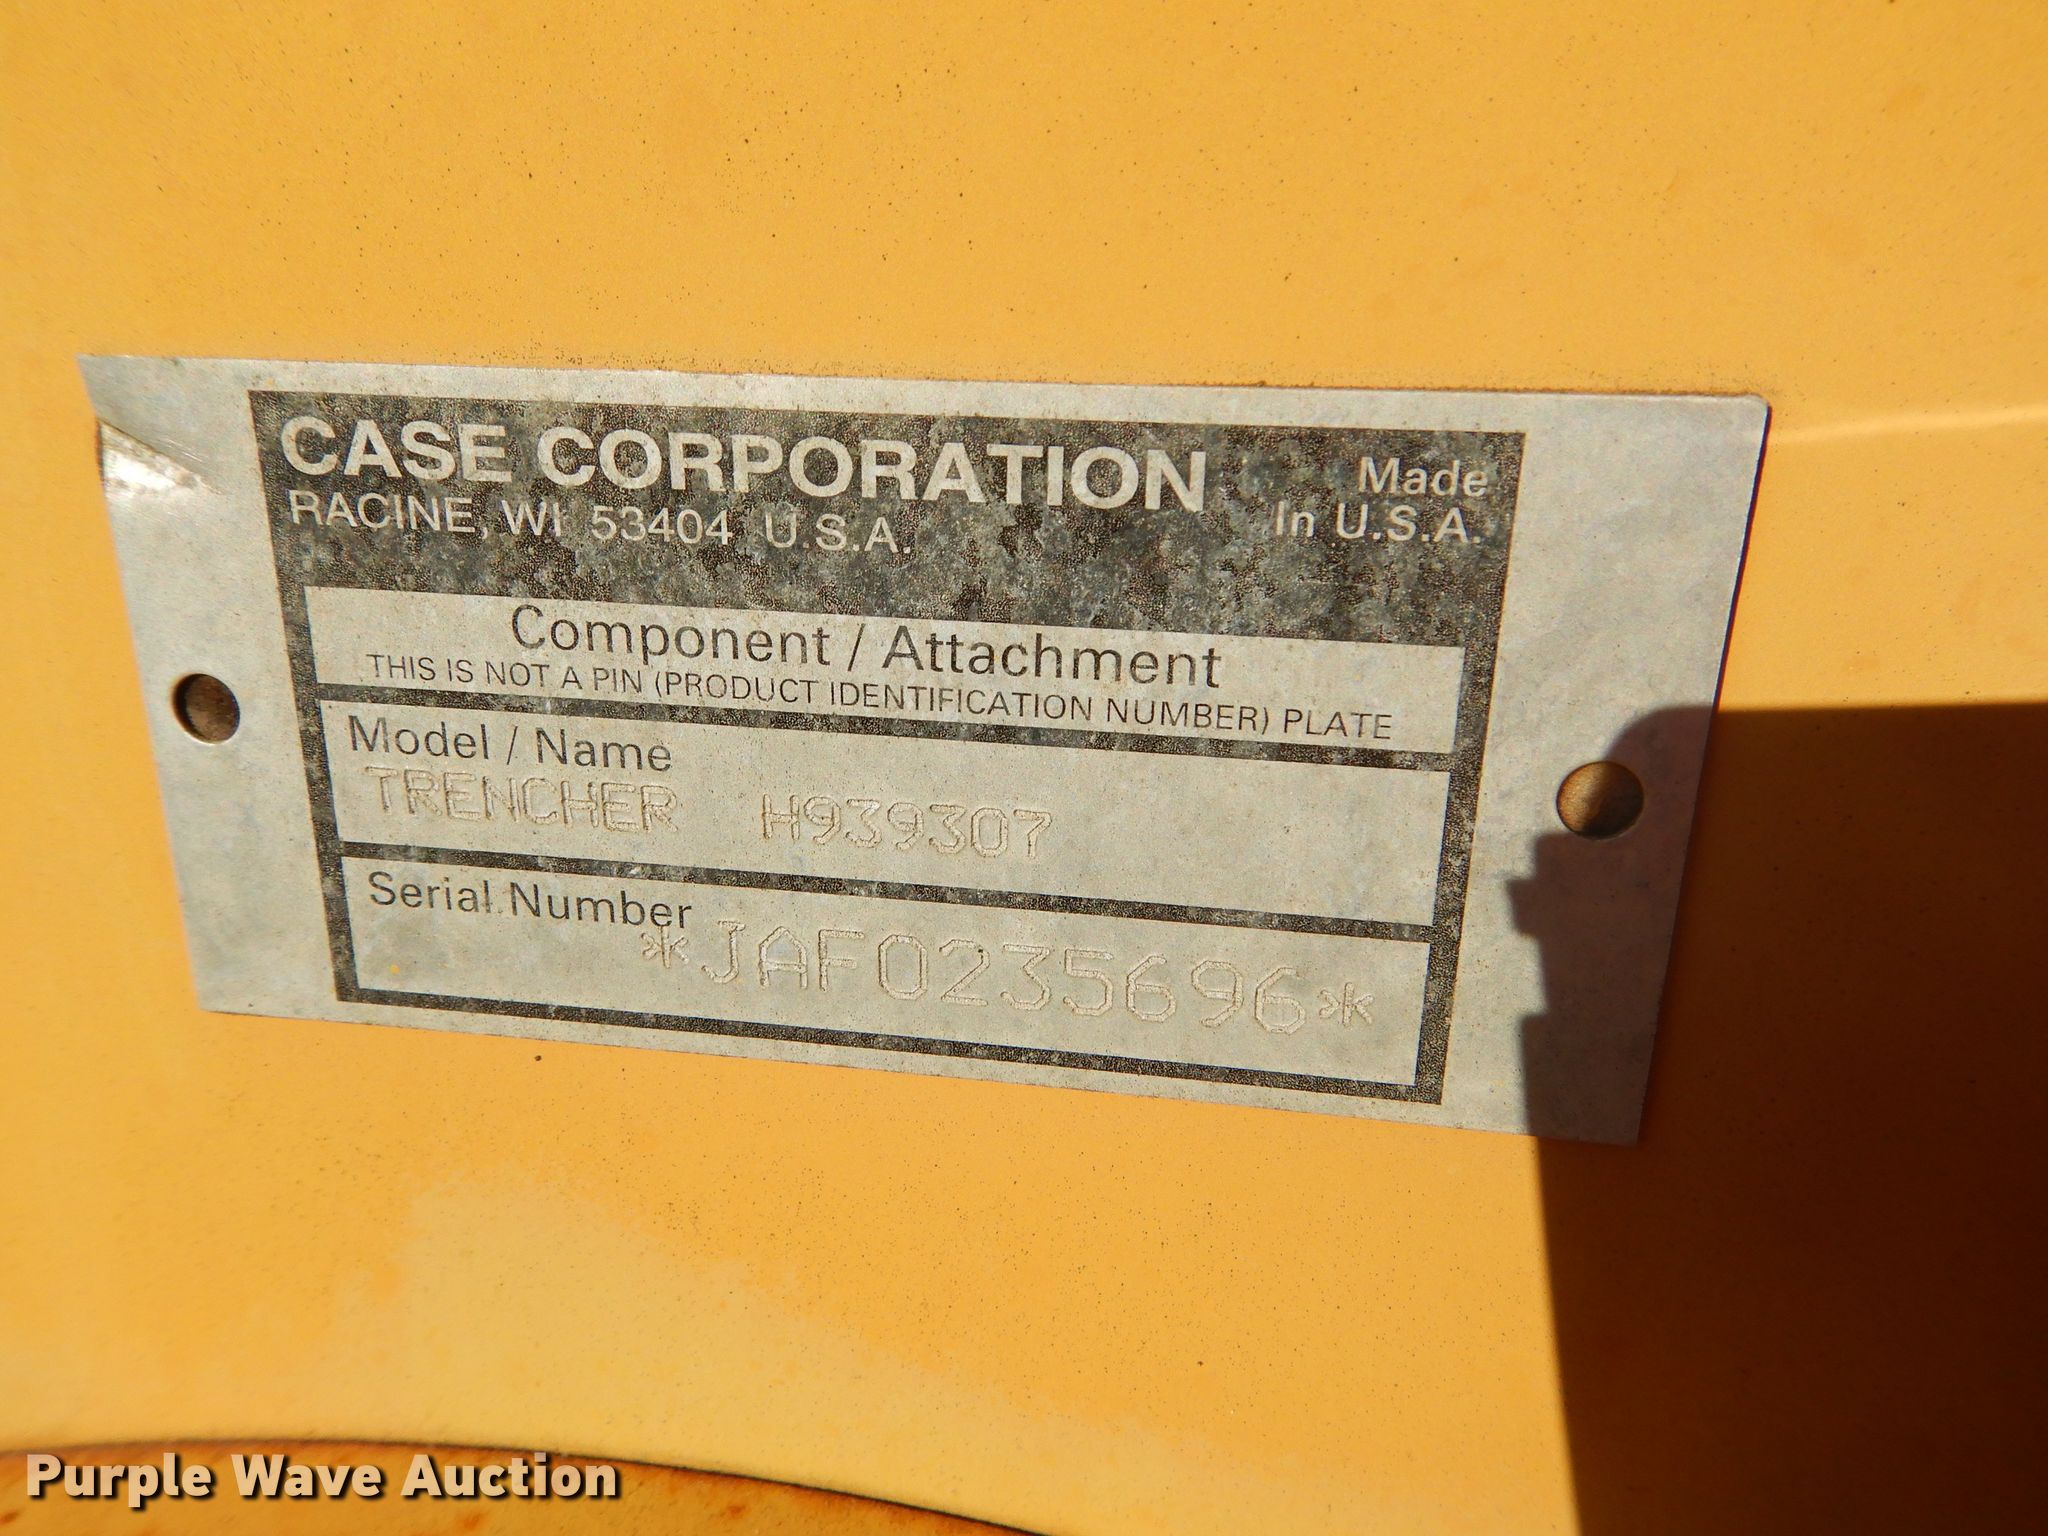 CASE CORPORATION
RACINE, WI 53404 U.S.A.
Made
In U.S.A.
Component / Attachment
THIS IS NOT A PIN (PRODUCT IDENTIFICATION NUMBER) PLATE
Model / Name
TRENCHER H939307
Serial Number
*JAF0235696*
Purple Wave Auction